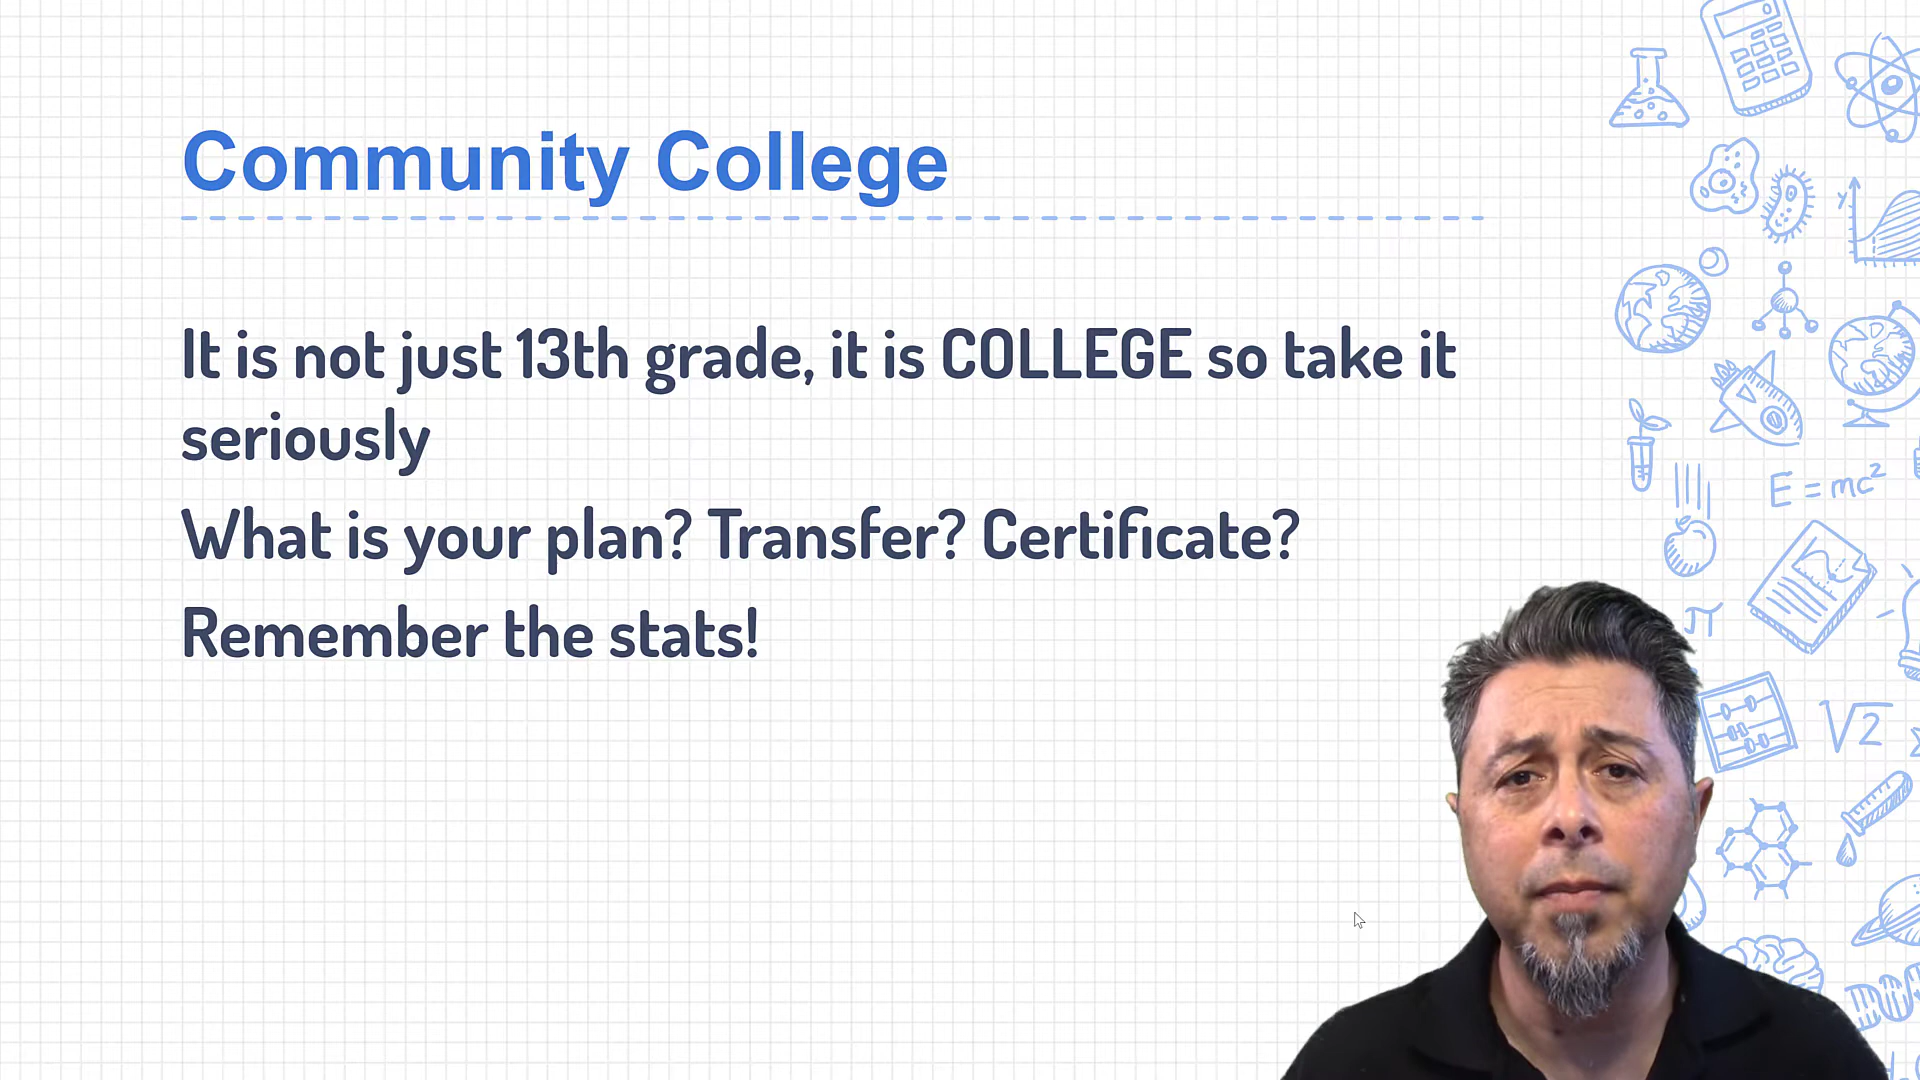 Community College
It is not just 13th grade, it is COLLEGE so take it
seriously
What is your plan? Transfer? Certificate?
Remember the stats!
y
E = mc²
π
√2